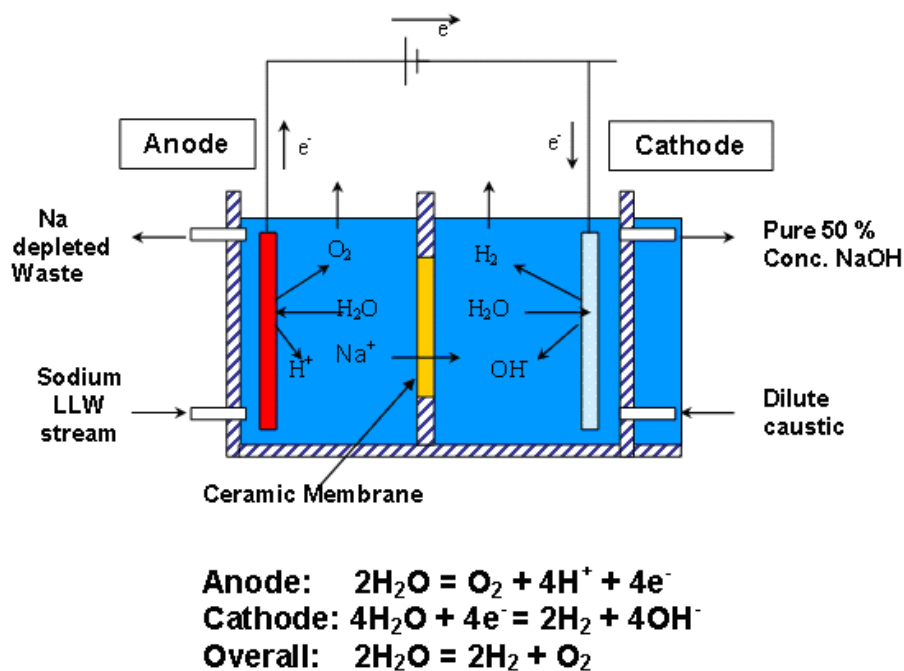 e⁻
Anode
e⁻
e⁻
Cathode
Na
depleted
Waste
O₂
H₂
Pure 50 %
Conc. NaOH
H₂O
H₂O
H⁺
Na⁺
OH
Sodium
LLW
stream
Dilute
caustic
Ceramic Membrane
Anode: 2H₂O = O₂ + 4H⁺ + 4e⁻
Cathode: 4H₂O + 4e⁻ = 2H₂ + 4OH⁻
Overall: 2H₂O = 2H₂ + O₂